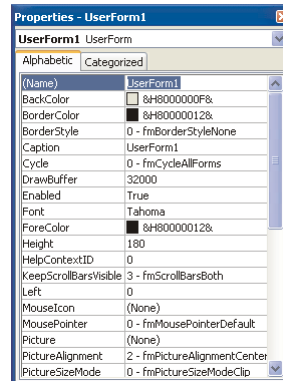 Properties - UserForm1
UserForm1 UserForm
Alphabetic Categorized
(Name) UserForm1
BackColor &H8000000F&
BorderColor &H80000012&
BorderStyle 0 - fmBorderStyleNone
Caption UserForm1
Cycle 0 - fmCycleAllForms
DrawBuffer 32000
Enabled True
Font Tahoma
ForeColor &H80000012&
Height 180
HelpContextID 0
KeepScrollBarsVisible 3 - fmScrollBarsBoth
Left 0
MouseIcon (None)
MousePointer 0 - fmMousePointerDefault
Picture (None)
PictureAlignment 2 - fmPictureAlignmentCenter
PictureSizeMode 0 - fmPictureSizeModeClip